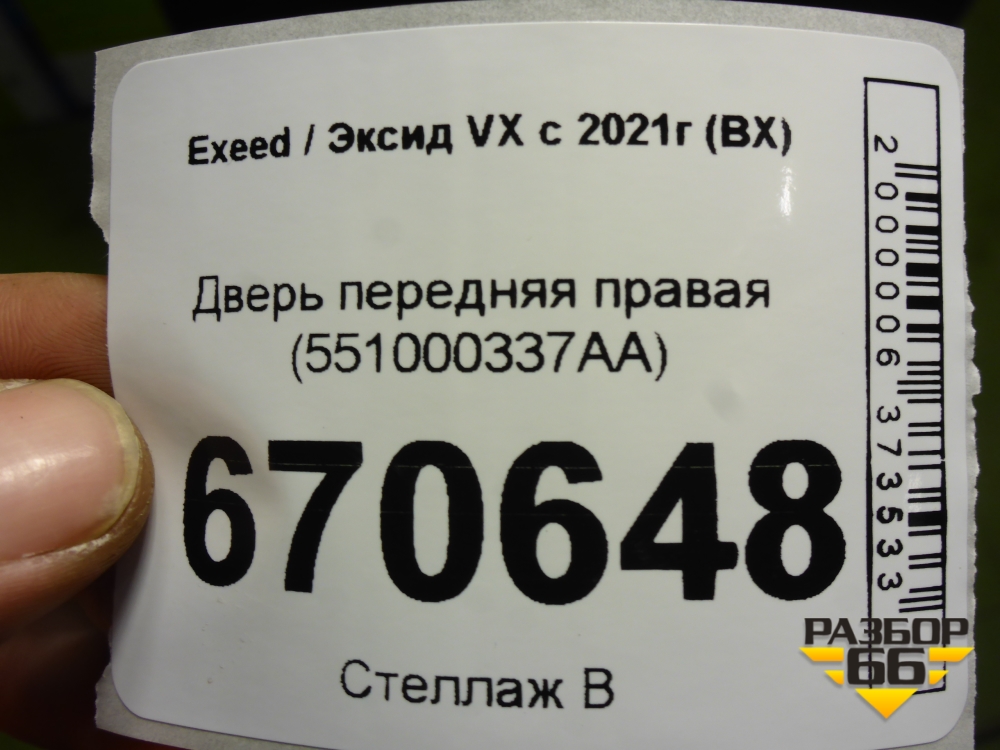 Exeed / Эксид VX с 2021г (BX)
Дверь передняя правая
(551000337AA)
670648
Стеллаж В
2000006373533
РАЗБОР
66